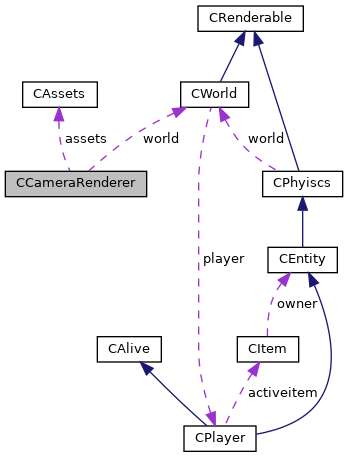 CRenderable
CAssets
CWorld
assets
world
world
CCameraRenderer
CPhyiscs
player
CEntity
owner
CAlive
CItem
activeitem
CPlayer